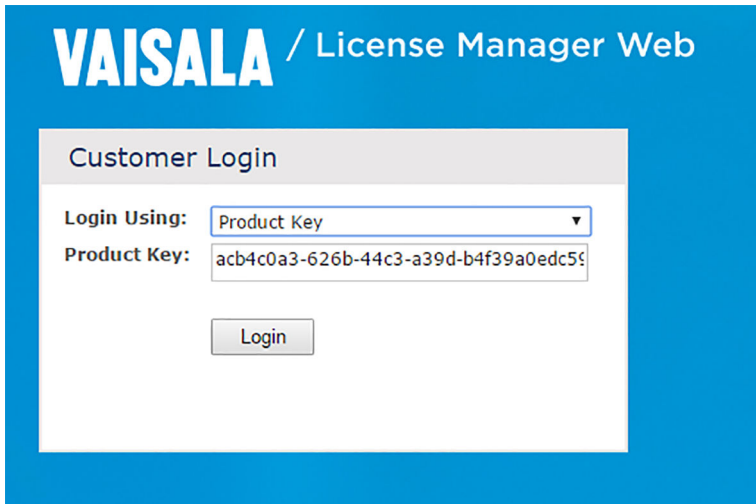 VAISALA / License Manager Web
Customer Login
Login Using: Product Key
Product Key: acb4c0a3-626b-44c3-a39d-b4f39a0edc5
Login